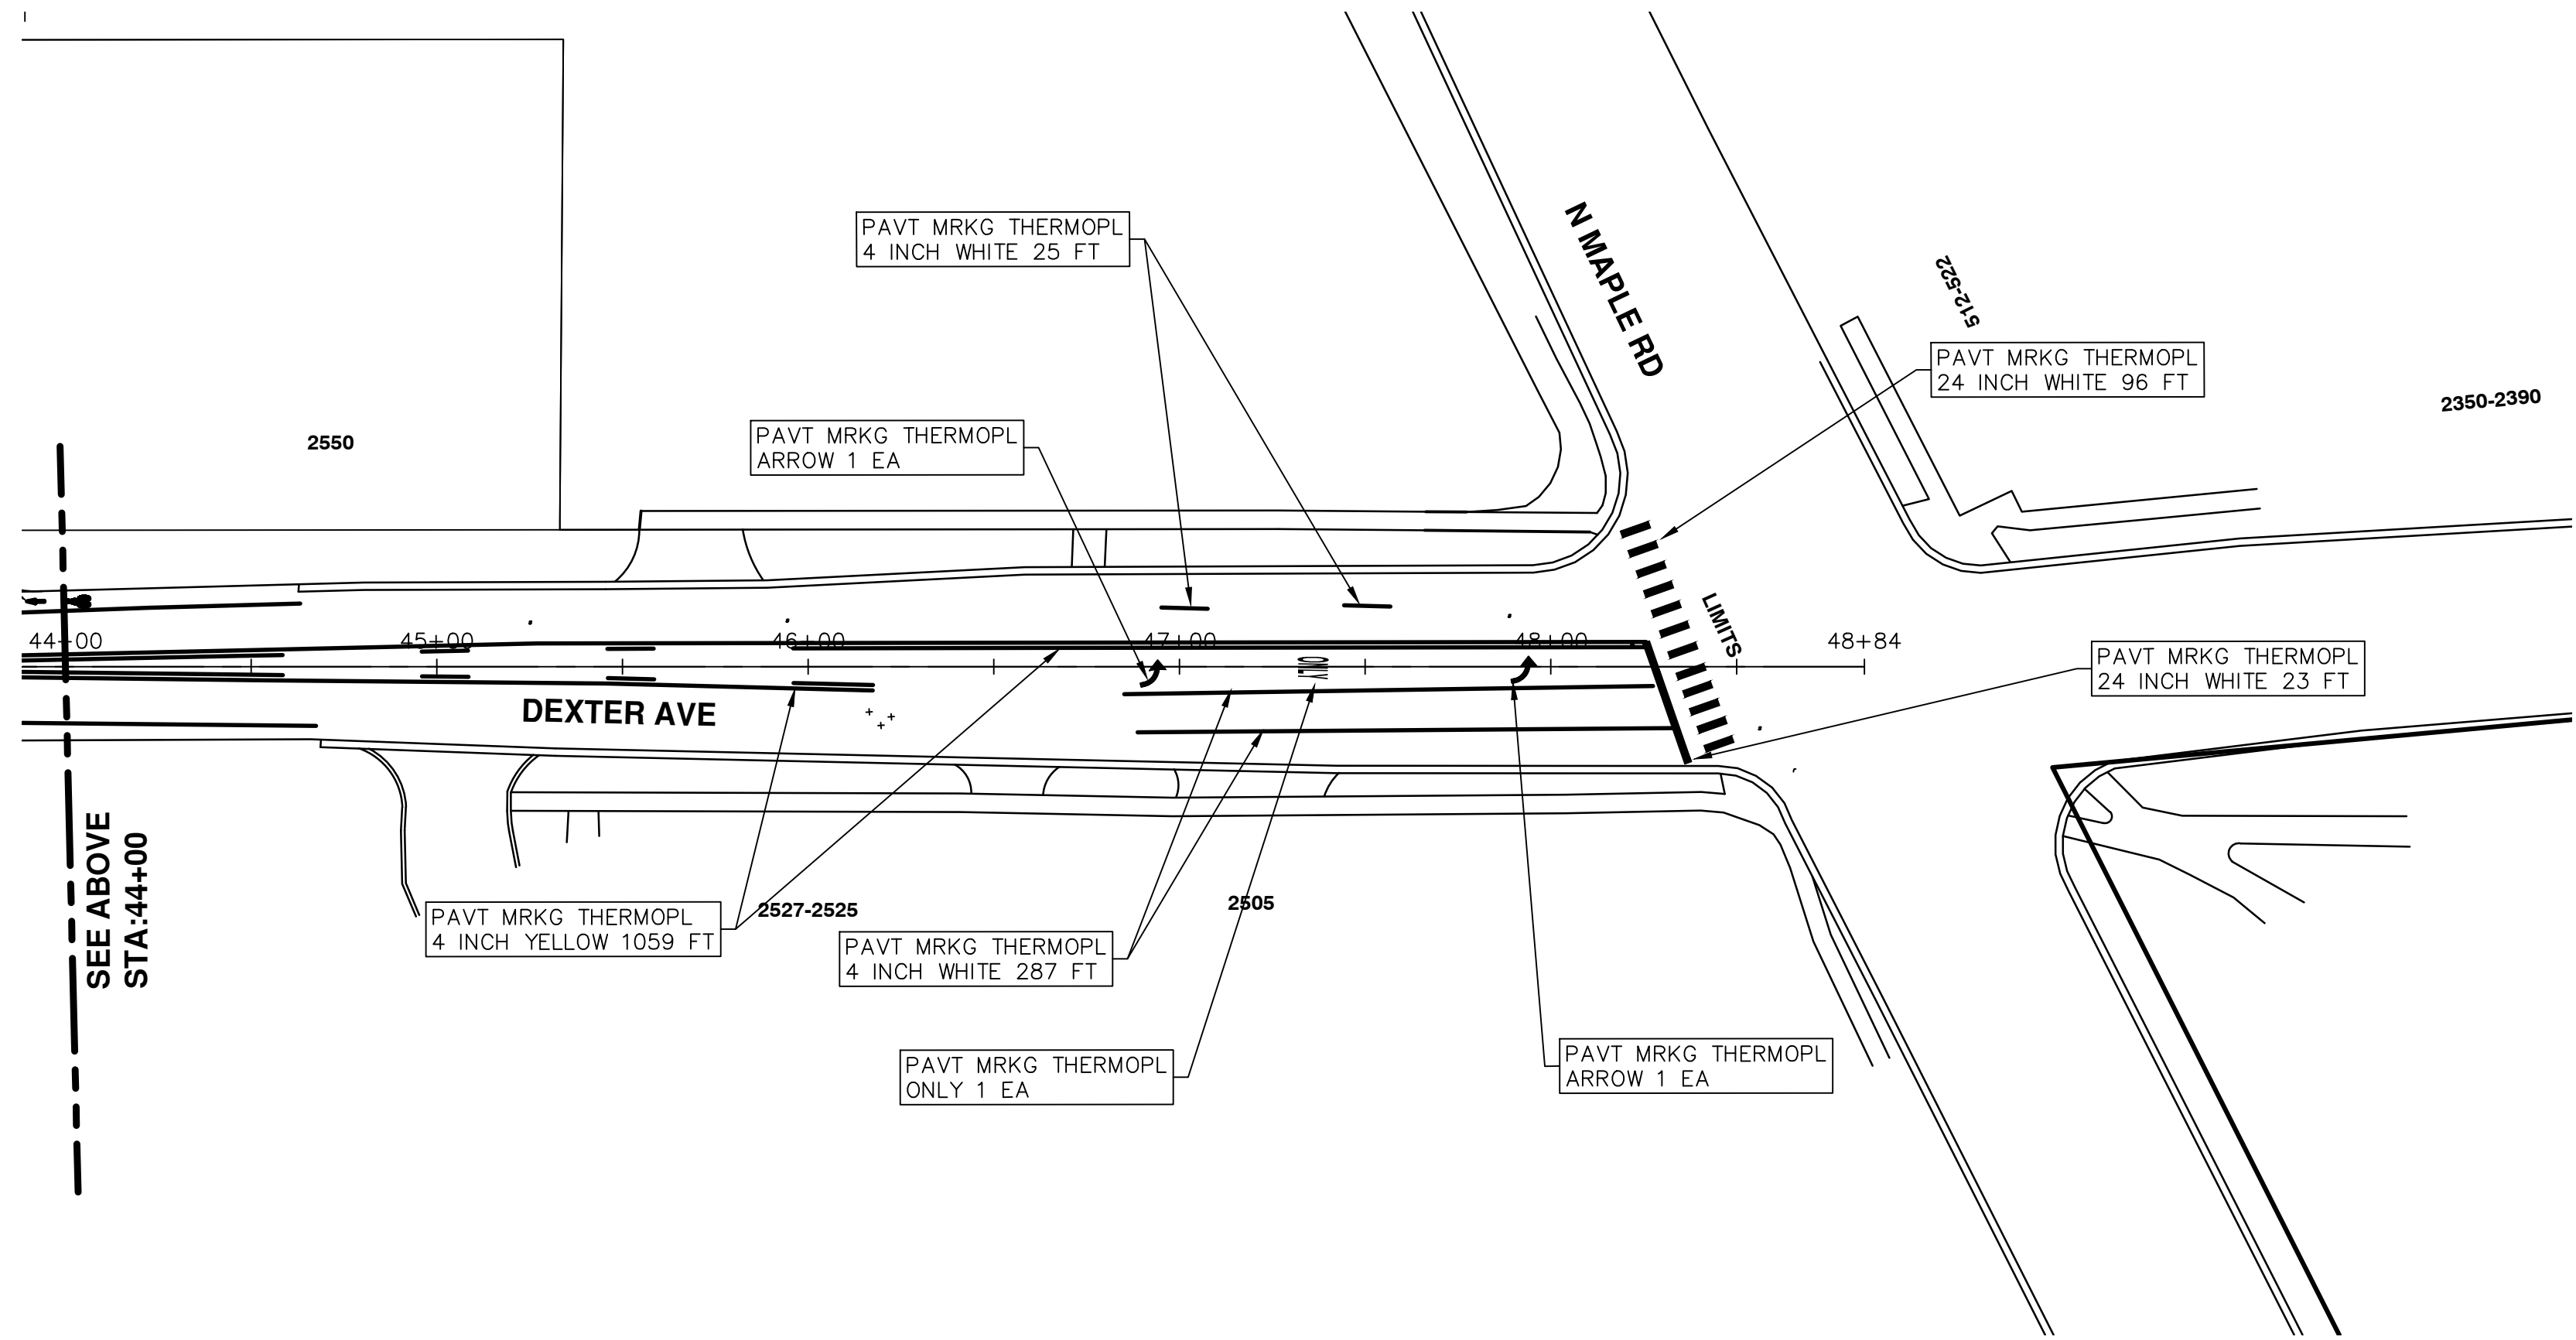 N MAPLE RD
PAVT MRKG THERMOPL
4 INCH WHITE 25 FT
512-522
PAVT MRKG THERMOPL
24 INCH WHITE 96 FT
2350-2390
2550
PAVT MRKG THERMOPL
ARROW 1 EA
LIMITS
44+00
45+00
46+00
47+00
48+00
48+84
ONLY
PAVT MRKG THERMOPL
24 INCH WHITE 23 FT
DEXTER AVE
SEE ABOVE
STA:44+00
PAVT MRKG THERMOPL
4 INCH YELLOW 1059 FT
2527-2525
2505
PAVT MRKG THERMOPL
4 INCH WHITE 287 FT
PAVT MRKG THERMOPL
ONLY 1 EA
PAVT MRKG THERMOPL
ARROW 1 EA